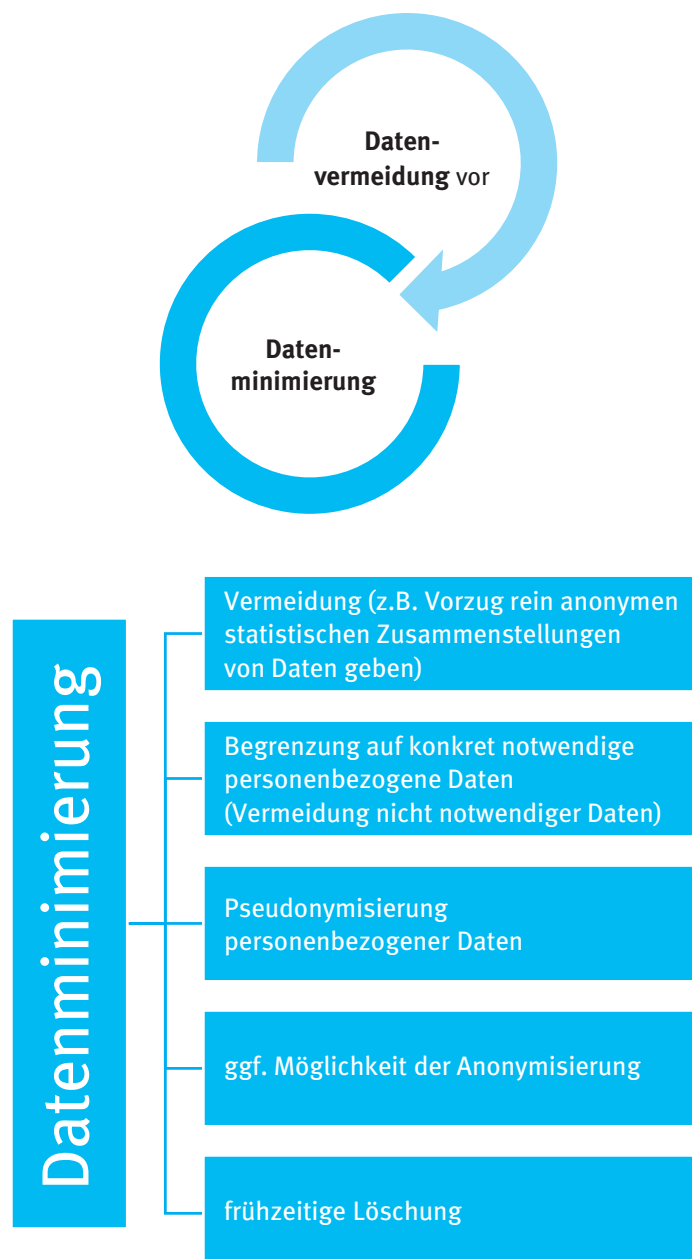 Daten-
vermeidung vor
Daten-
minimierung
Datenminimierung
Vermeidung (z.B. Vorzug rein anonymen
statistischen Zusammenstellungen
von Daten geben)
Begrenzung auf konkret notwendige
personenbezogene Daten
(Vermeidung nicht notwendiger Daten)
Pseudonymisierung
personenbezogener Daten
ggf. Möglichkeit der Anonymisierung
frühzeitige Löschung